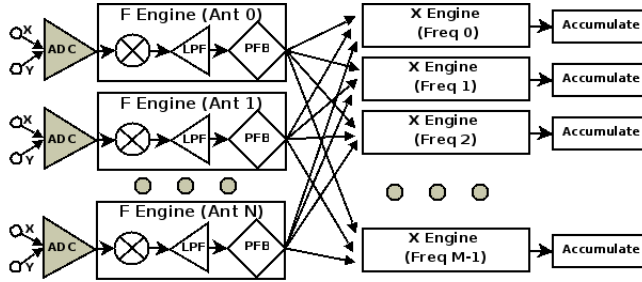 F Engine (Ant 0)
X
Y
ADC
LPF
PFB
X Engine
(Freq 0)
Accumulate
X Engine
(Freq 1)
Accumulate
F Engine (Ant 1)
X
Y
ADC
LPF
PFB
X Engine
(Freq 2)
Accumulate
F Engine (Ant N)
X
Y
ADC
LPF
PFB
X Engine
(Freq M-1)
Accumulate